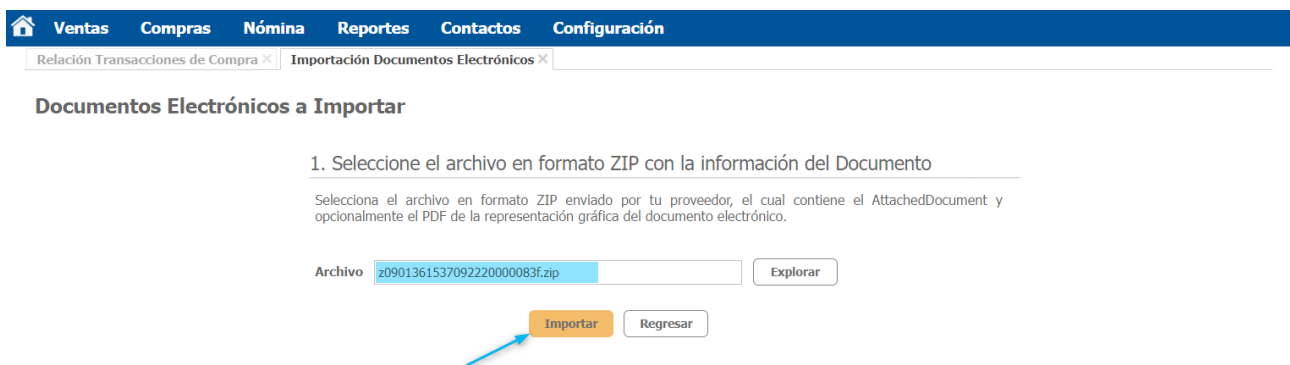 Ventas Compras Nómina Reportes Contactos Configuración
Relación Transacciones de Compra × Importación Documentos Electrónicos ×
Documentos Electrónicos a Importar
1. Seleccione el archivo en formato ZIP con la información del Documento
Selecciona el archivo en formato ZIP enviado por tu proveedor, el cual contiene el AttachedDocument y
opcionalmente el PDF de la representación gráfica del documento electrónico.
Archivo z0901361537092220000083f.zip Explorar
Importar Regresar